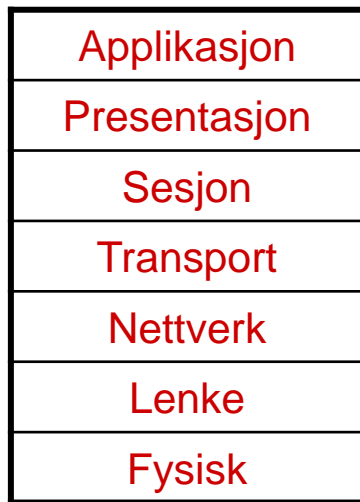 Applikasjon
Presentasjon
Sesjon
Transport
Nettverk
Lenke
Fysisk